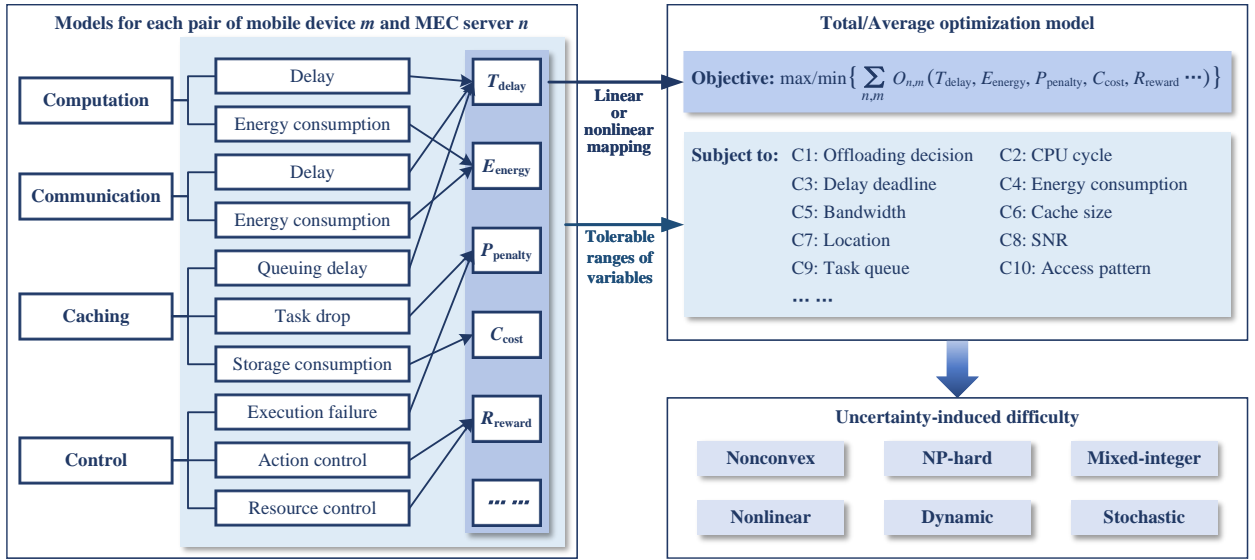 Models for each pair of mobile device m and MEC server n
Computation
Communication
Caching
Control
Delay
Energy consumption
Delay
Energy consumption
Queuing delay
Task drop
Storage consumption
Execution failure
Action control
Resource control
T_delay
E_energy
P_penalty
C_cost
R_reward
··· ···
Linear
or
nonlinear
mapping
Tolerable
ranges of
variables
Total/Average optimization model
Objective: max/min{ ∑_{n,m} O_{n,m} (T_delay, E_energy, P_penalty, C_cost, R_reward ···)}
Subject to: C1: Offloading decision C2: CPU cycle
C3: Delay deadline C4: Energy consumption
C5: Bandwidth C6: Cache size
C7: Location C8: SNR
C9: Task queue C10: Access pattern
··· ···
Uncertainty-induced difficulty
Nonconvex NP-hard Mixed-integer
Nonlinear Dynamic Stochastic